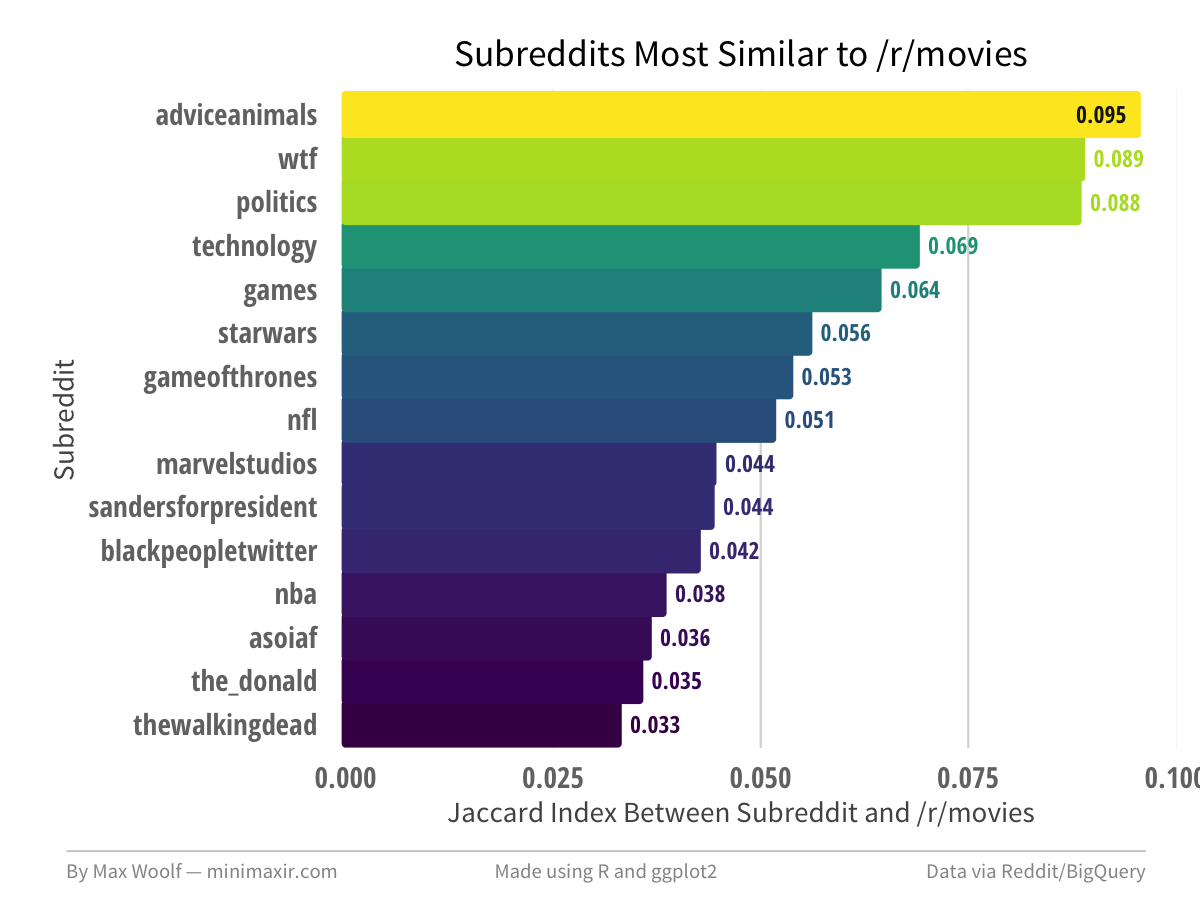 Subreddits Most Similar to /r/movies
adviceanimals 0.095
wtf 0.089
politics 0.088
technology 0.069
games 0.064
starwars 0.056
gameofthrones 0.053
nfl 0.051
marvelstudios 0.044
sandersforpresident 0.044
blackpeopletwitter 0.042
nba 0.038
asoiaf 0.036
the_donald 0.035
thewalkingdead 0.033
Subreddit
0.000 0.025 0.050 0.075 0.100
Jaccard Index Between Subreddit and /r/movies
By Max Woolf — minimaxir.com Made using R and ggplot2 Data via Reddit/BigQuery